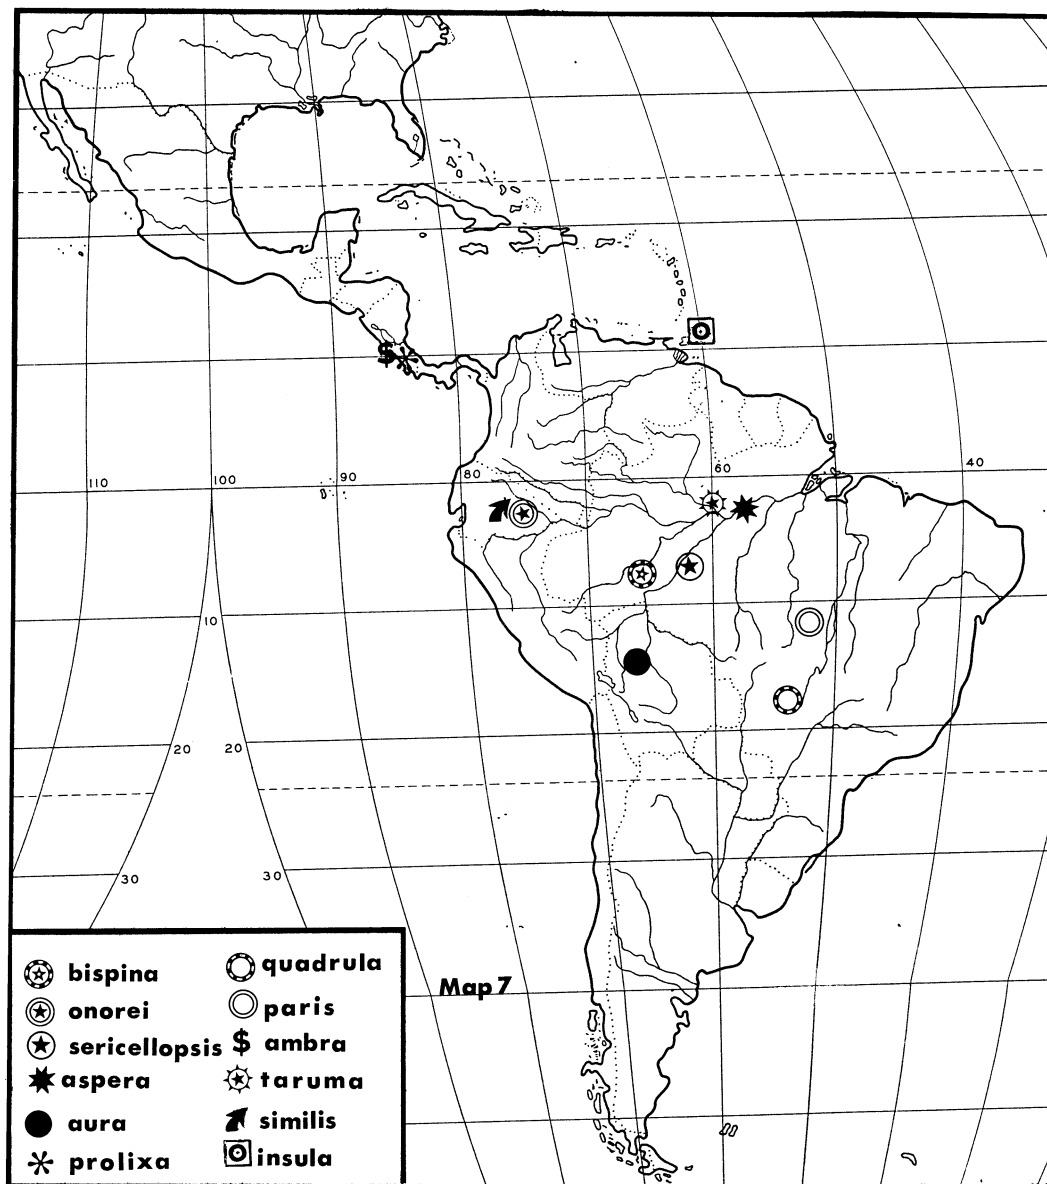 $
110
100
90
80
60
40
10
20
20
30
30
Map 7
bispina
onorei
sericellopsis
aspera
aura
prolixa
quadrula
paris
$ ambra
taruma
similis
insula